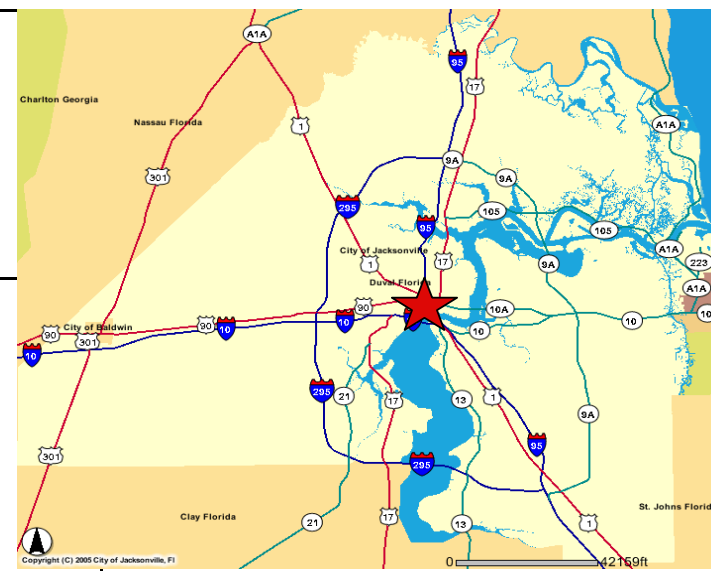 A1A
95
17
Charlton Georgia
Nassau Florida
1
A1A
9A
301
9A
295
105
95
105
City of Jacksonville
A1A
17
223
1
9A
Duval Florida
A1A
90
10A
10
90
City of Baldwin
10
10
10
90
10
301
10
295
21
17
13
1
9A
95
301
295
St. Johns Florid
Clay Florida
17
21
13
1
Copyright (C) 2005 City of Jacksonville, Fl
0
42159ft